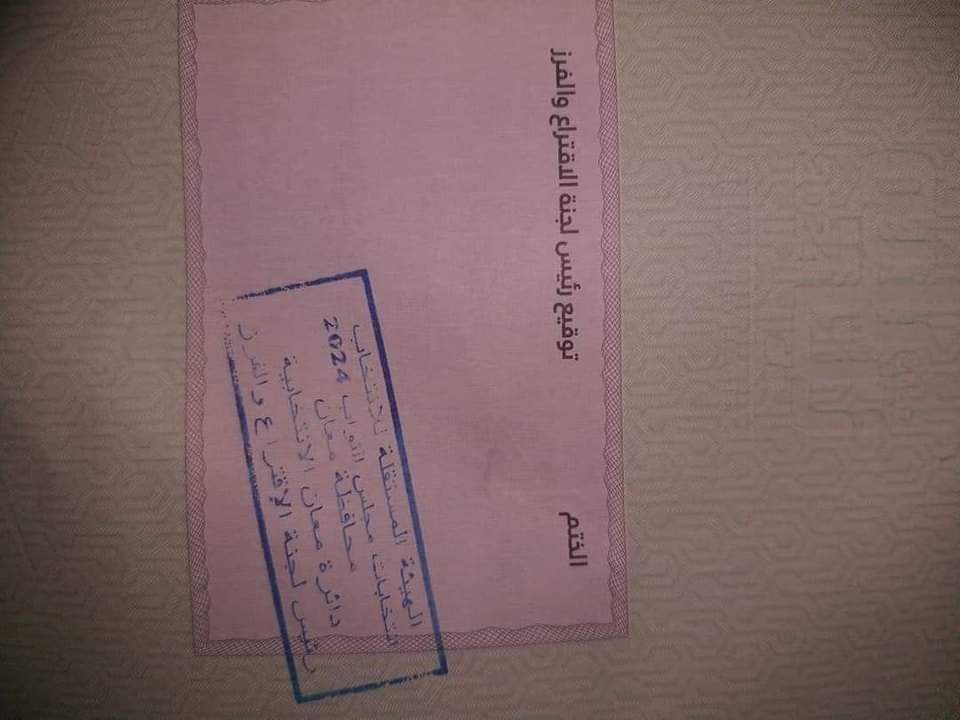 توقيع رئيس لجنة الاقتراع والفرز
الختم
الهيئة المستقلة للانتخاب
انتخابات مجلس النواب 2024
محافظة معان
دائرة معان الانتخابية
رئيس لجنة الإقتراع والفرز